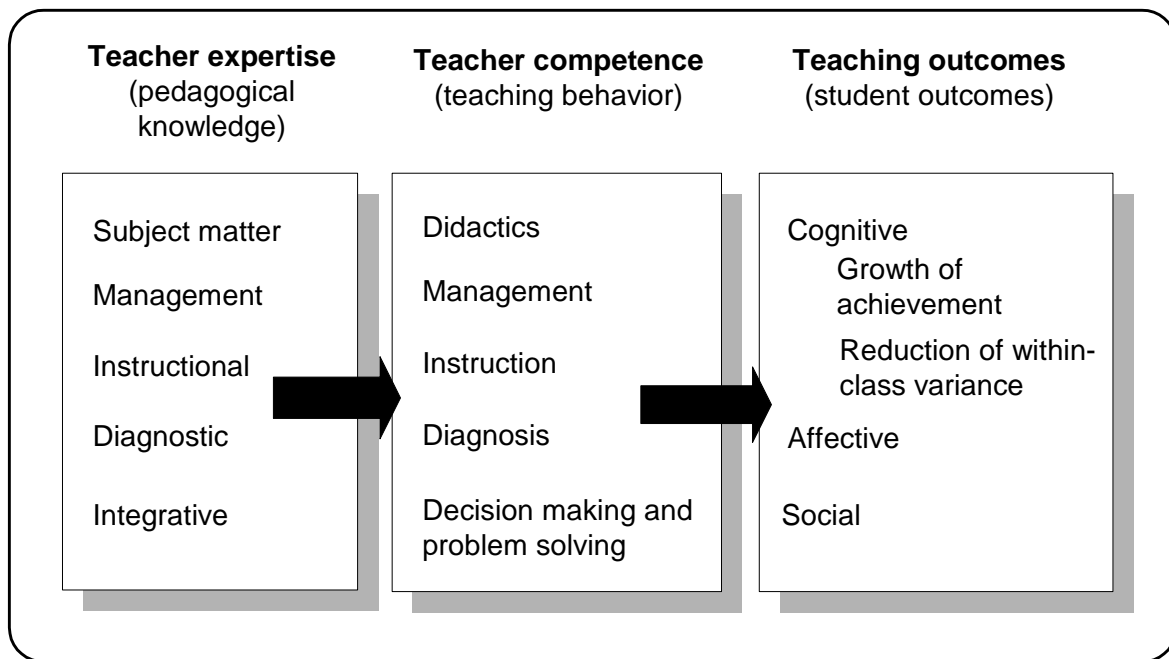 Teacher expertise
(pedagogical
knowledge)
Teacher competence
(teaching behavior)
Teaching outcomes
(student outcomes)
Subject matter
Management
Instructional
Diagnostic
Integrative
Didactics
Management
Instruction
Diagnosis
Decision making and
problem solving
Cognitive
Growth of
achievement
Reduction of within-
class variance
Affective
Social